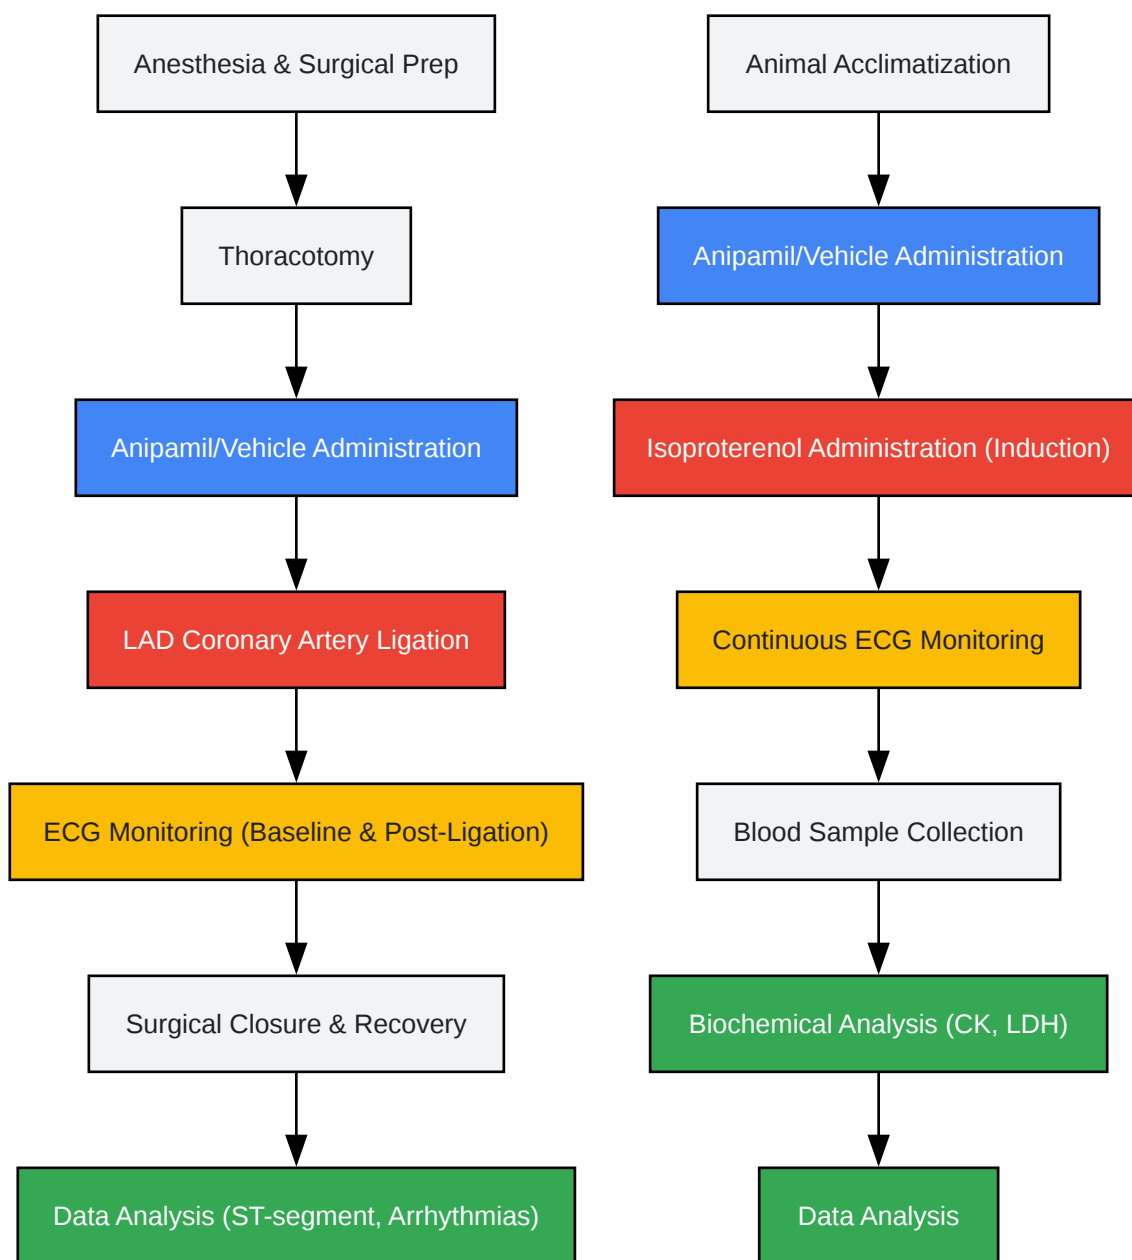 Anesthesia & Surgical Prep
Thoracotomy
Anipamil/Vehicle Administration
LAD Coronary Artery Ligation
ECG Monitoring (Baseline & Post-Ligation)
Surgical Closure & Recovery
Data Analysis (ST-segment, Arrhythmias)
Animal Acclimatization
Anipamil/Vehicle Administration
Isoproterenol Administration (Induction)
Continuous ECG Monitoring
Blood Sample Collection
Biochemical Analysis (CK, LDH)
Data Analysis